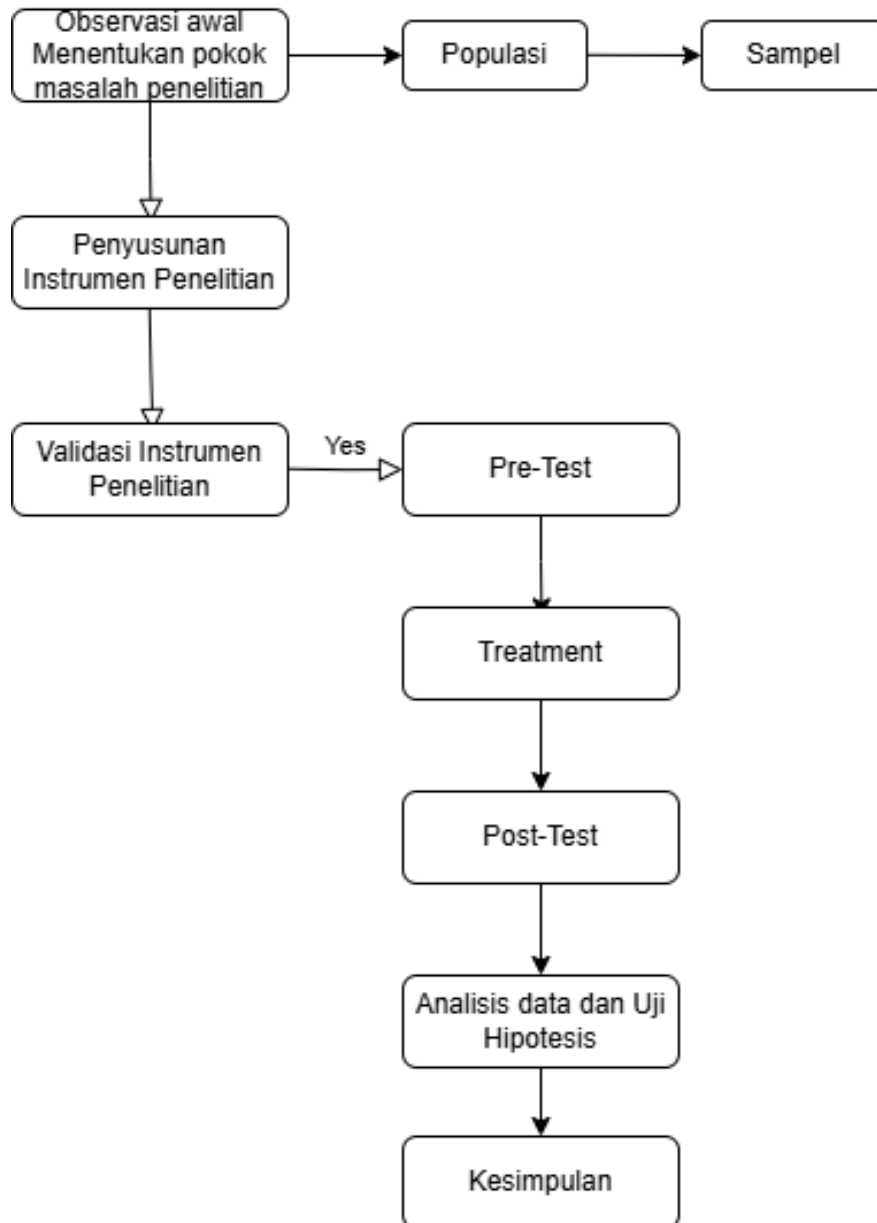 Observasi awal
Menentukan pokok
masalah penelitian
Populasi
Sampel
Penyusunan
Instrumen Penelitian
Validasi Instrumen
Penelitian
Yes
Pre-Test
Treatment
Post-Test
Analisis data dan Uji
Hipotesis
Kesimpulan